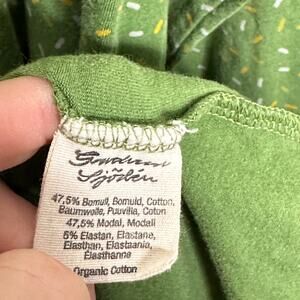 Gudrun
Sjödén
47,5% Bomull, Bomuld, Cotton,
Baumwolle, Puuvilla, Coton
47,5% Modal, Modali
5% Elastan, Elastane,
Elasthan, Elastaania,
Élasthanne
Organic Cotton